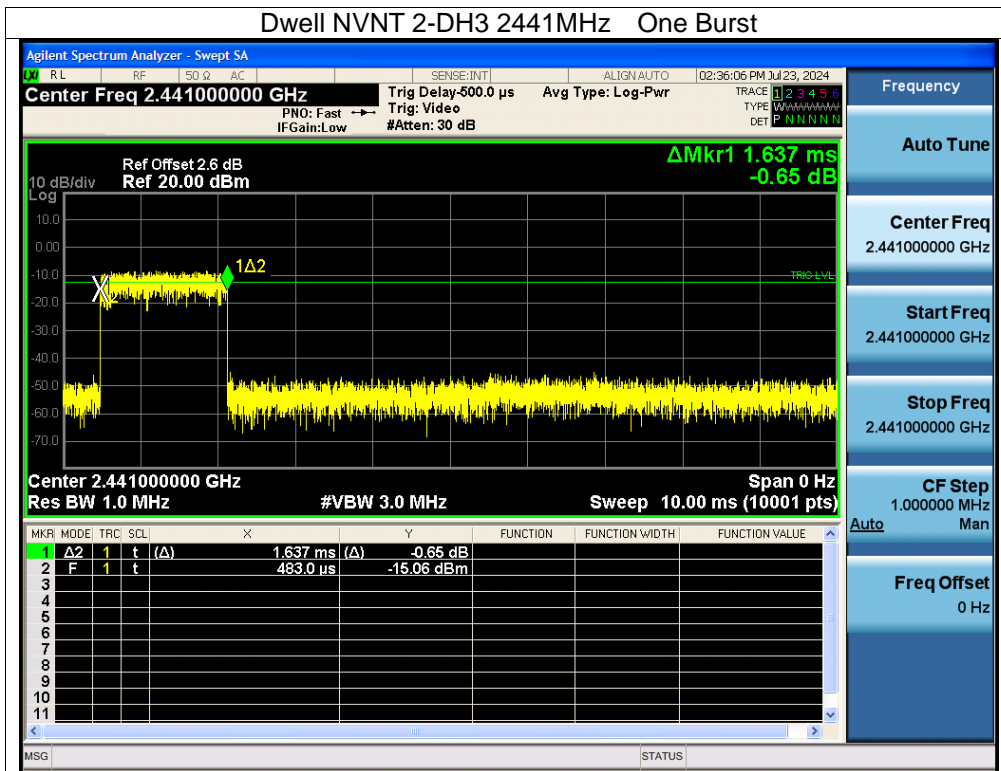 Dwell NVNT 2-DH3 2441MHz One Burst
Agilent Spectrum Analyzer - Swept SA
LXI RL RF 50 Ω AC SENSE:INT ALIGN AUTO 02:36:06 PM Jul 23, 2024
Center Freq 2.441000000 GHz Trig Delay-500.0 µs Avg Type: Log-Pwr TRACE 1 2 3 4 5 6
PNO: Fast Trig: Video TYPE WWWWWW
IFGain:Low #Atten: 30 dB DET P N N N N N
Frequency
Auto Tune
Center Freq
2.441000000 GHz
Start Freq
2.441000000 GHz
Stop Freq
2.441000000 GHz
CF Step
1.000000 MHz
Auto Man
Freq Offset
0 Hz
ΔMkr1 1.637 ms
-0.65 dB
Ref Offset 2.6 dB
10 dB/div Ref 20.00 dBm
Log
10.0
0.00
-10.0
-20.0
-30.0
-40.0
-50.0
-60.0
-70.0
1Δ2
TRIG LVL
2
Center 2.441000000 GHz Span 0 Hz
Res BW 1.0 MHz #VBW 3.0 MHz Sweep 10.00 ms (10001 pts)
MKR MODE TRC SCL X Y FUNCTION FUNCTION WIDTH FUNCTION VALUE
1 Δ2 1 t (Δ) 1.637 ms (Δ) -0.65 dB
2 F 1 t 483.0 µs -15.06 dBm
3
4
5
6
7
8
9
10
11
MSG STATUS